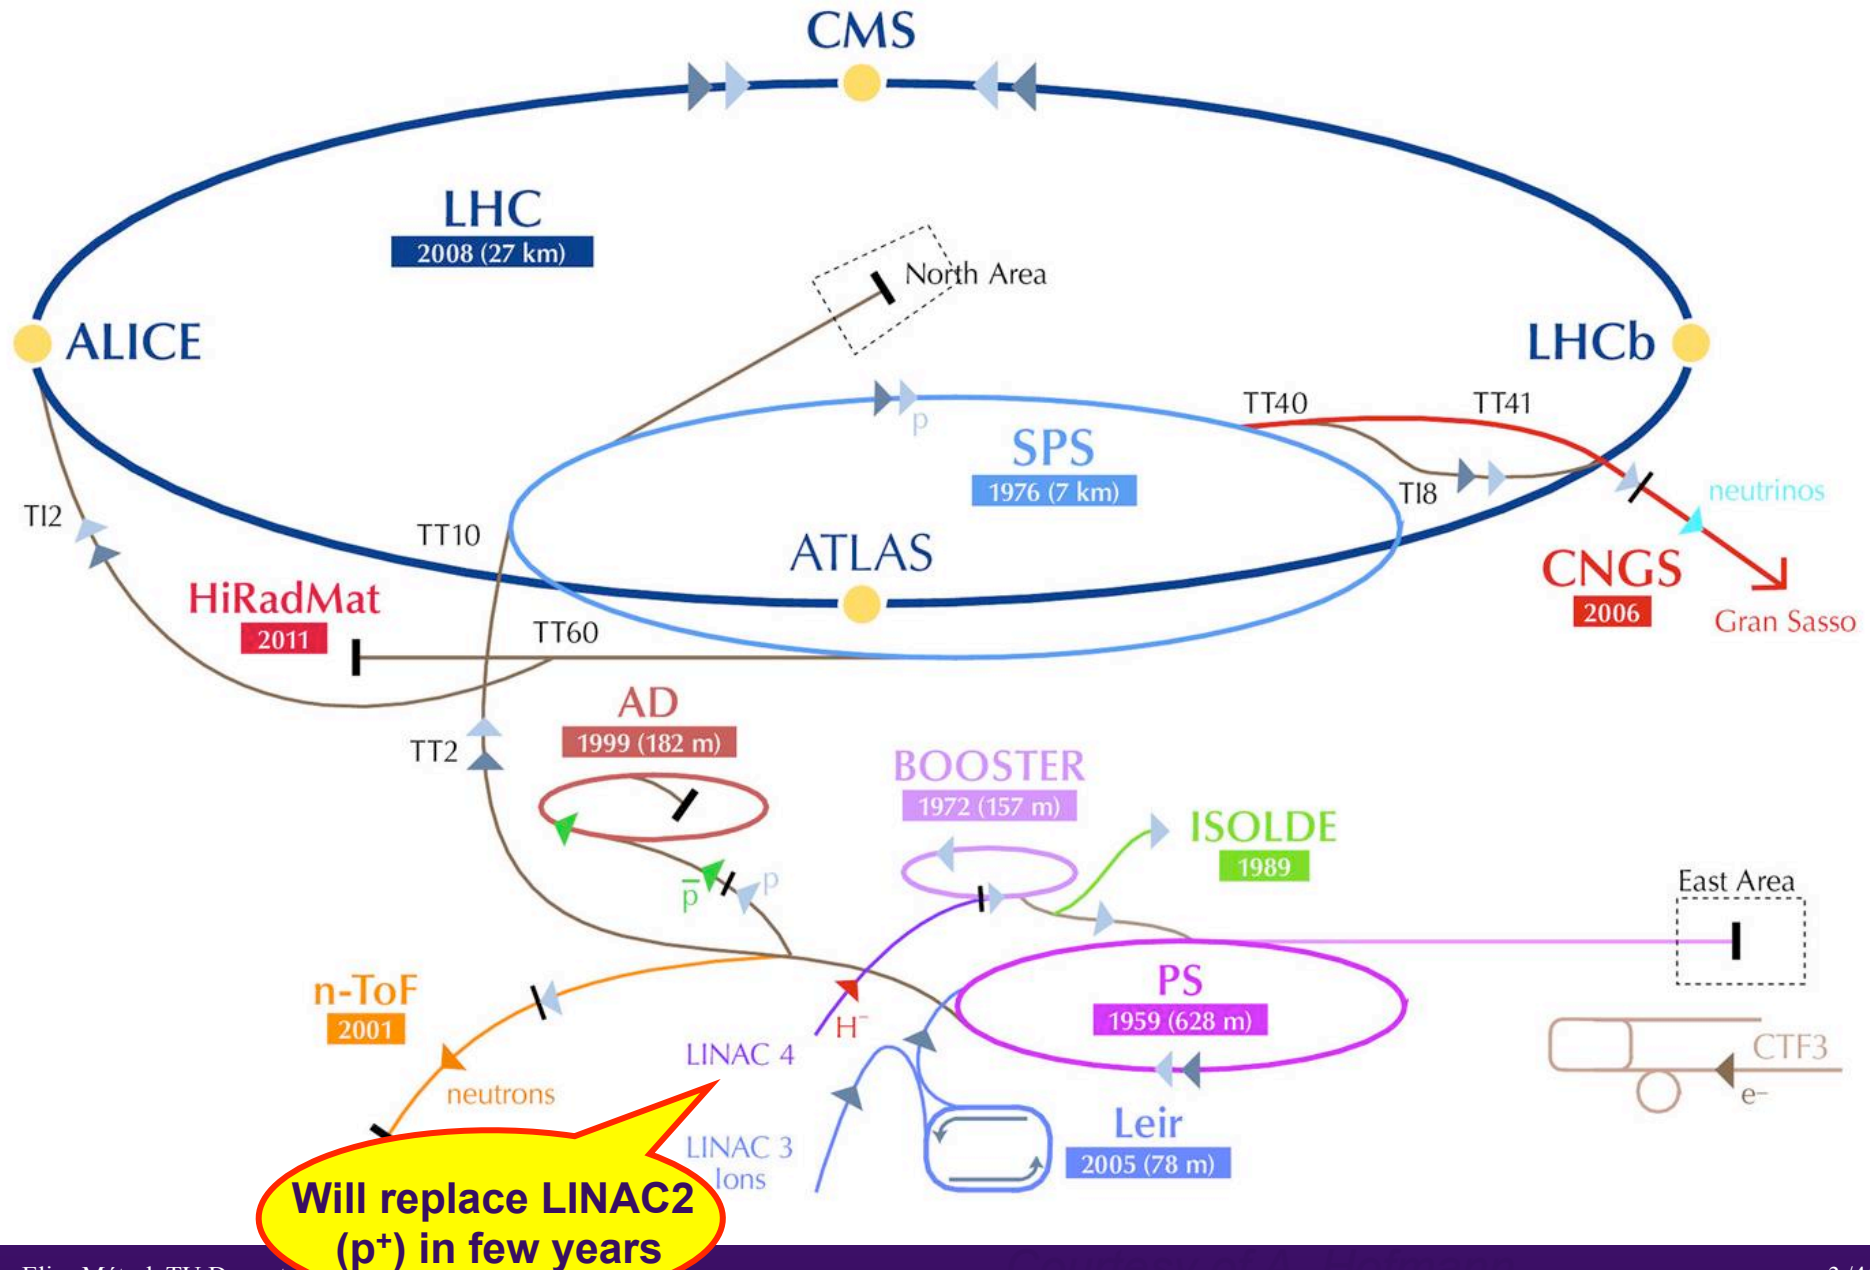 CMS
LHC
2008 (27 km)
North Area
ALICE
LHCb
TT40
TT41
p
SPS
1976 (7 km)
TI8
neutrinos
TI2
TT10
ATLAS
CNGS
2006
Gran Sasso
HiRadMat
2011
TT60
AD
1999 (182 m)
TT2
BOOSTER
1972 (157 m)
ISOLDE
1989
p̅
p
East Area
n-ToF
2001
PS
1959 (628 m)
H⁻
LINAC 4
CTF3
e⁻
neutrons
Leir
2005 (78 m)
LINAC 3
Ions
Will replace LINAC2
(p⁺) in few years